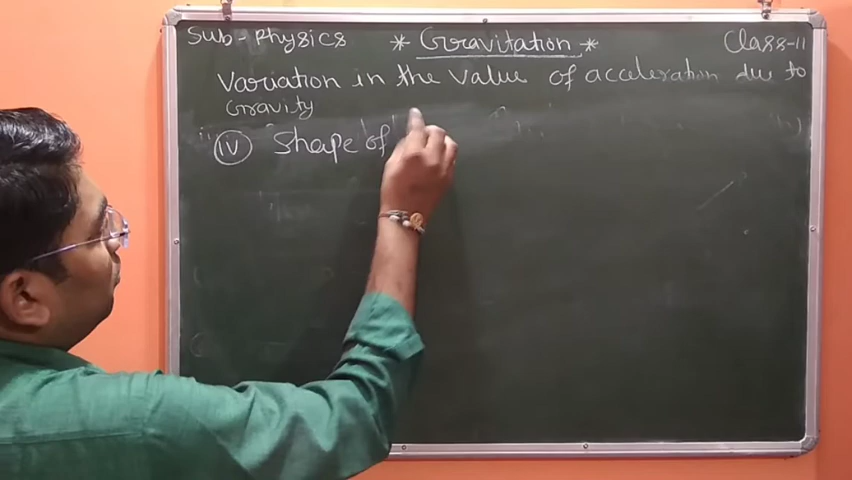 Sub - Physics * Gravitation * Class-11
Variation in the value of acceleration due to
Gravity
(iv) Shape of